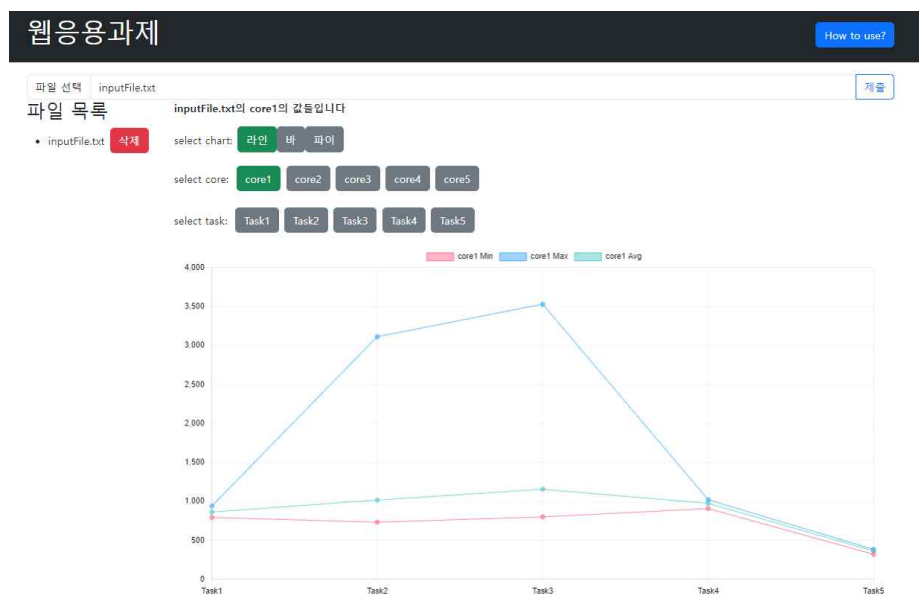 웹응용과제
How to use?
파일 선택 inputFile.txt 제출
파일 목록
inputFile.txt 삭제
inputFile.txt의 core1의 값들입니다
select chart: 라인 바 파이
select core: core1 core2 core3 core4 core5
select task: Task1 Task2 Task3 Task4 Task5
core1 Min core1 Max core1 Avg
4,000
3,500
3,000
2,500
2,000
1,500
1,000
500
0
Task1 Task2 Task3 Task4 Task5